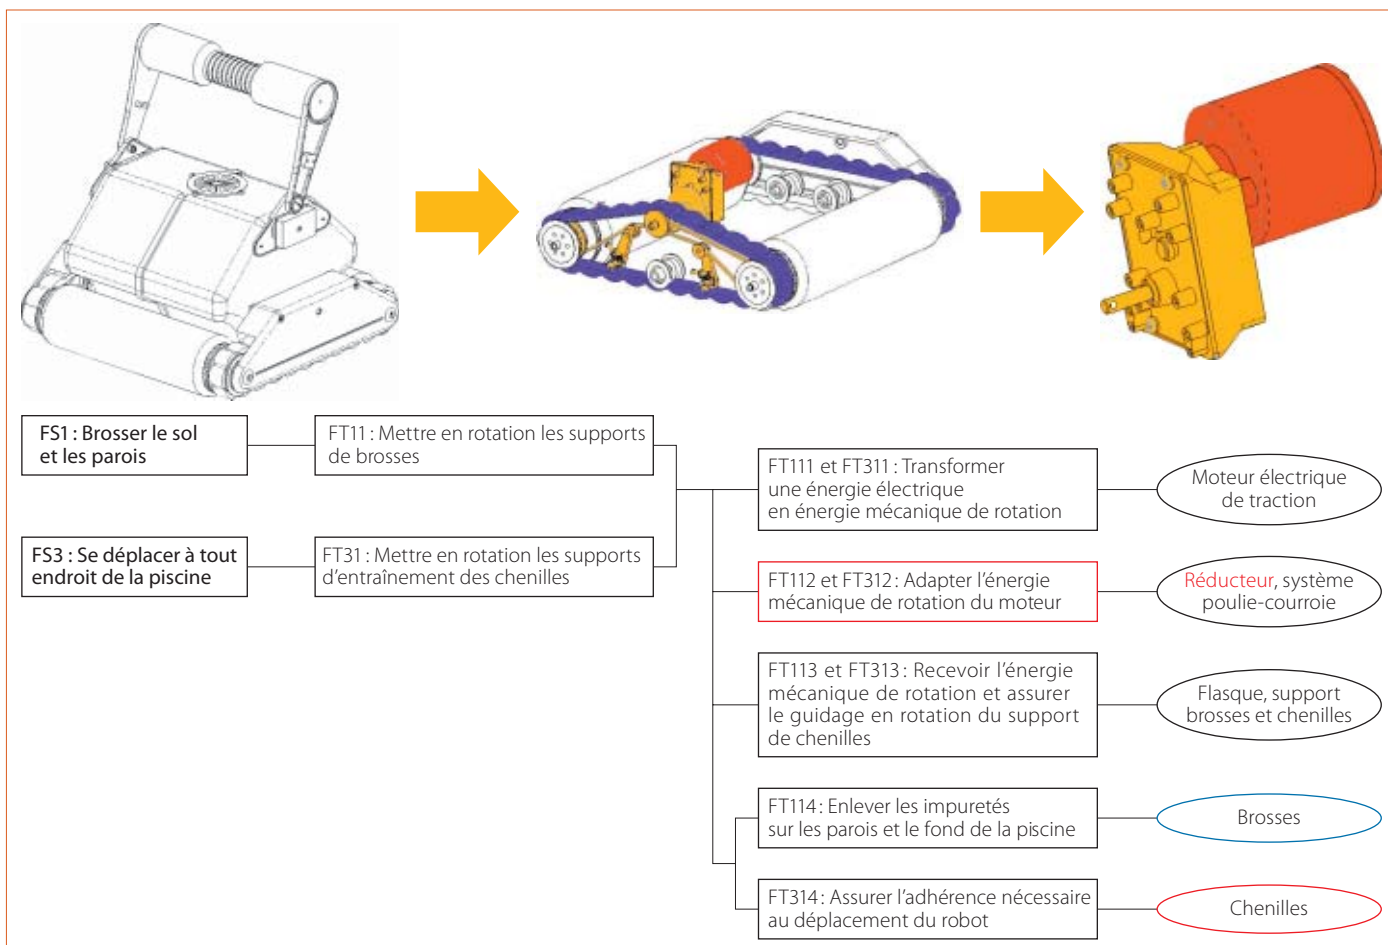 FS1 : Brosser le sol
et les parois
FT11 : Mettre en rotation les supports
de brosses
FS3 : Se déplacer à tout
endroit de la piscine
FT31 : Mettre en rotation les supports
d'entraînement des chenilles
FT111 et FT311 : Transformer
une énergie électrique
en énergie mécanique de rotation
Moteur électrique
de traction
FT112 et FT312 : Adapter l'énergie
mécanique de rotation du moteur
Réducteur, système
poulie-courroie
FT113 et FT313 : Recevoir l'énergie
mécanique de rotation et assurer
le guidage en rotation du support
de chenilles
Flasque, support
brosses et chenilles
FT114 : Enlever les impuretés
sur les parois et le fond de la piscine
Brosses
FT314 : Assurer l'adhérence nécessaire
au déplacement du robot
Chenilles